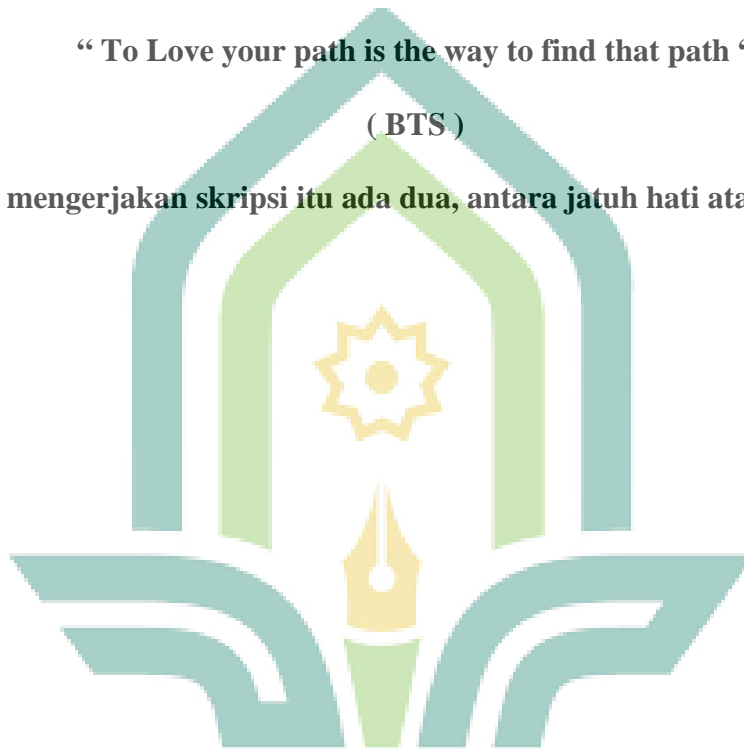 “ To Love your path is the way to find that path “
( BTS )
mengerjakan skripsi itu ada dua, antara jatuh hati